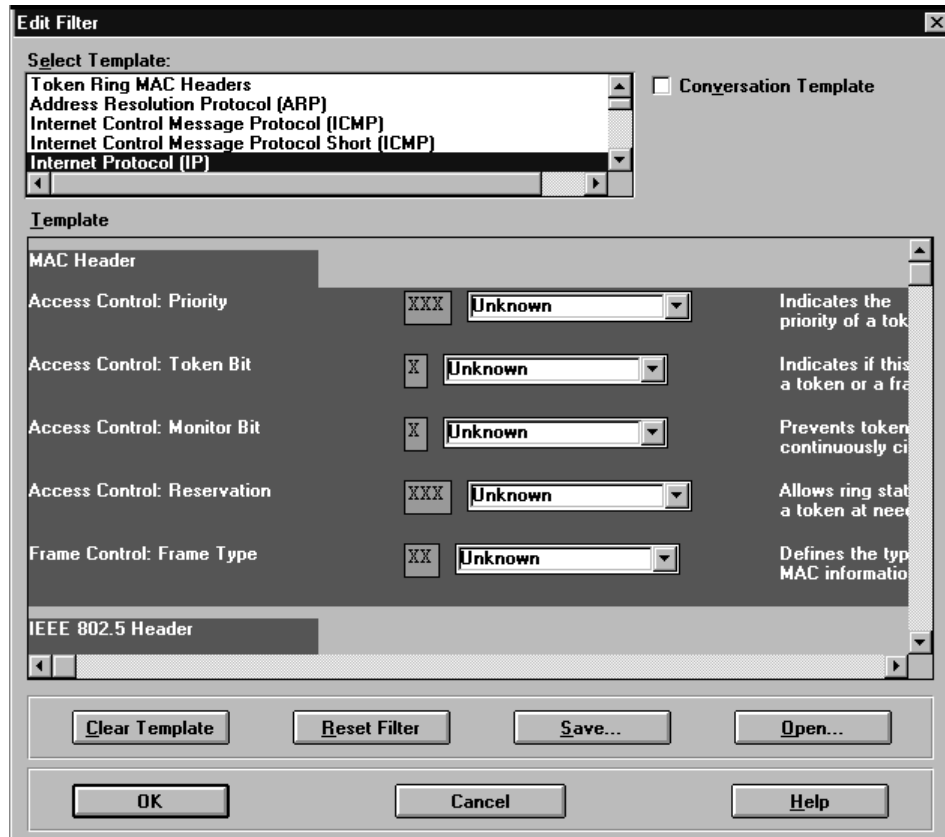 Edit Filter
Select Template:
Token Ring MAC Headers
Address Resolution Protocol (ARP)
Internet Control Message Protocol (ICMP)
Internet Control Message Protocol Short (ICMP)
Internet Protocol (IP)
Conversation Template
Template
MAC Header
Access Control: Priority
XXX
Unknown
Indicates the
priority of a tok
Access Control: Token Bit
X
Unknown
Indicates if this
a token or a fra
Access Control: Monitor Bit
X
Unknown
Prevents token
continuously ci
Access Control: Reservation
XXX
Unknown
Allows ring stat
a token at need
Frame Control: Frame Type
XX
Unknown
Defines the typ
MAC informatio
IEEE 802.5 Header
Clear Template
Reset Filter
Save...
Open...
OK
Cancel
Help